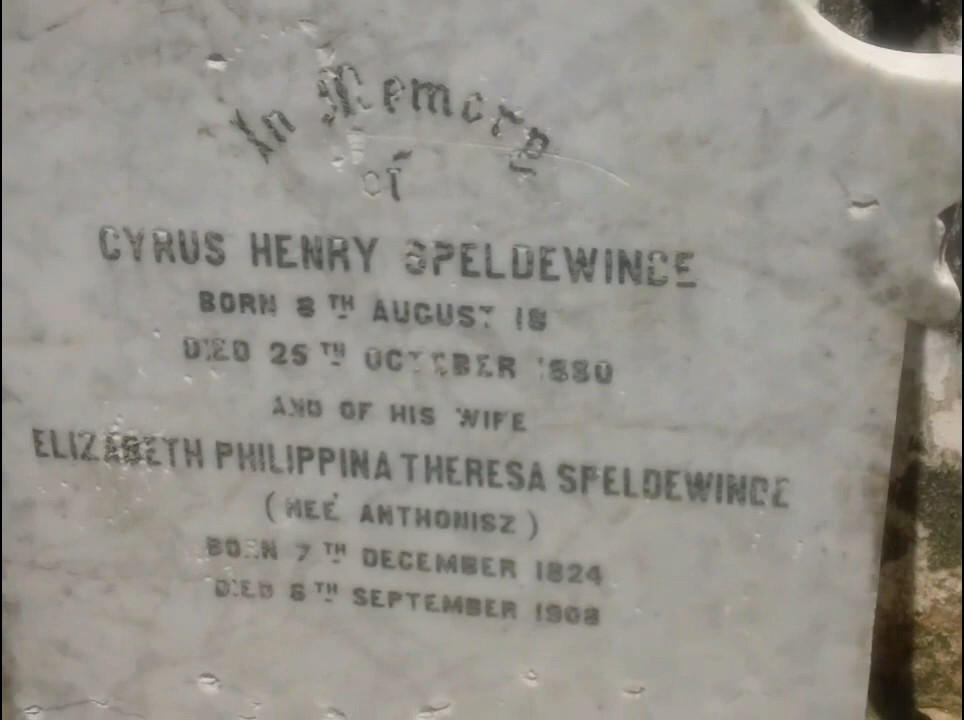 In Memory
of
CYRUS HENRY SPELDEWINDE
BORN 8TH AUGUST 18
DIED 25TH OCTOBER 1880
AND OF HIS WIFE
ELIZABETH PHILIPPINA THERESA SPELDEWINDE
(NEÉ ANTHONISZ)
BORN 7TH DECEMBER 1824
DIED 6TH SEPTEMBER 1908